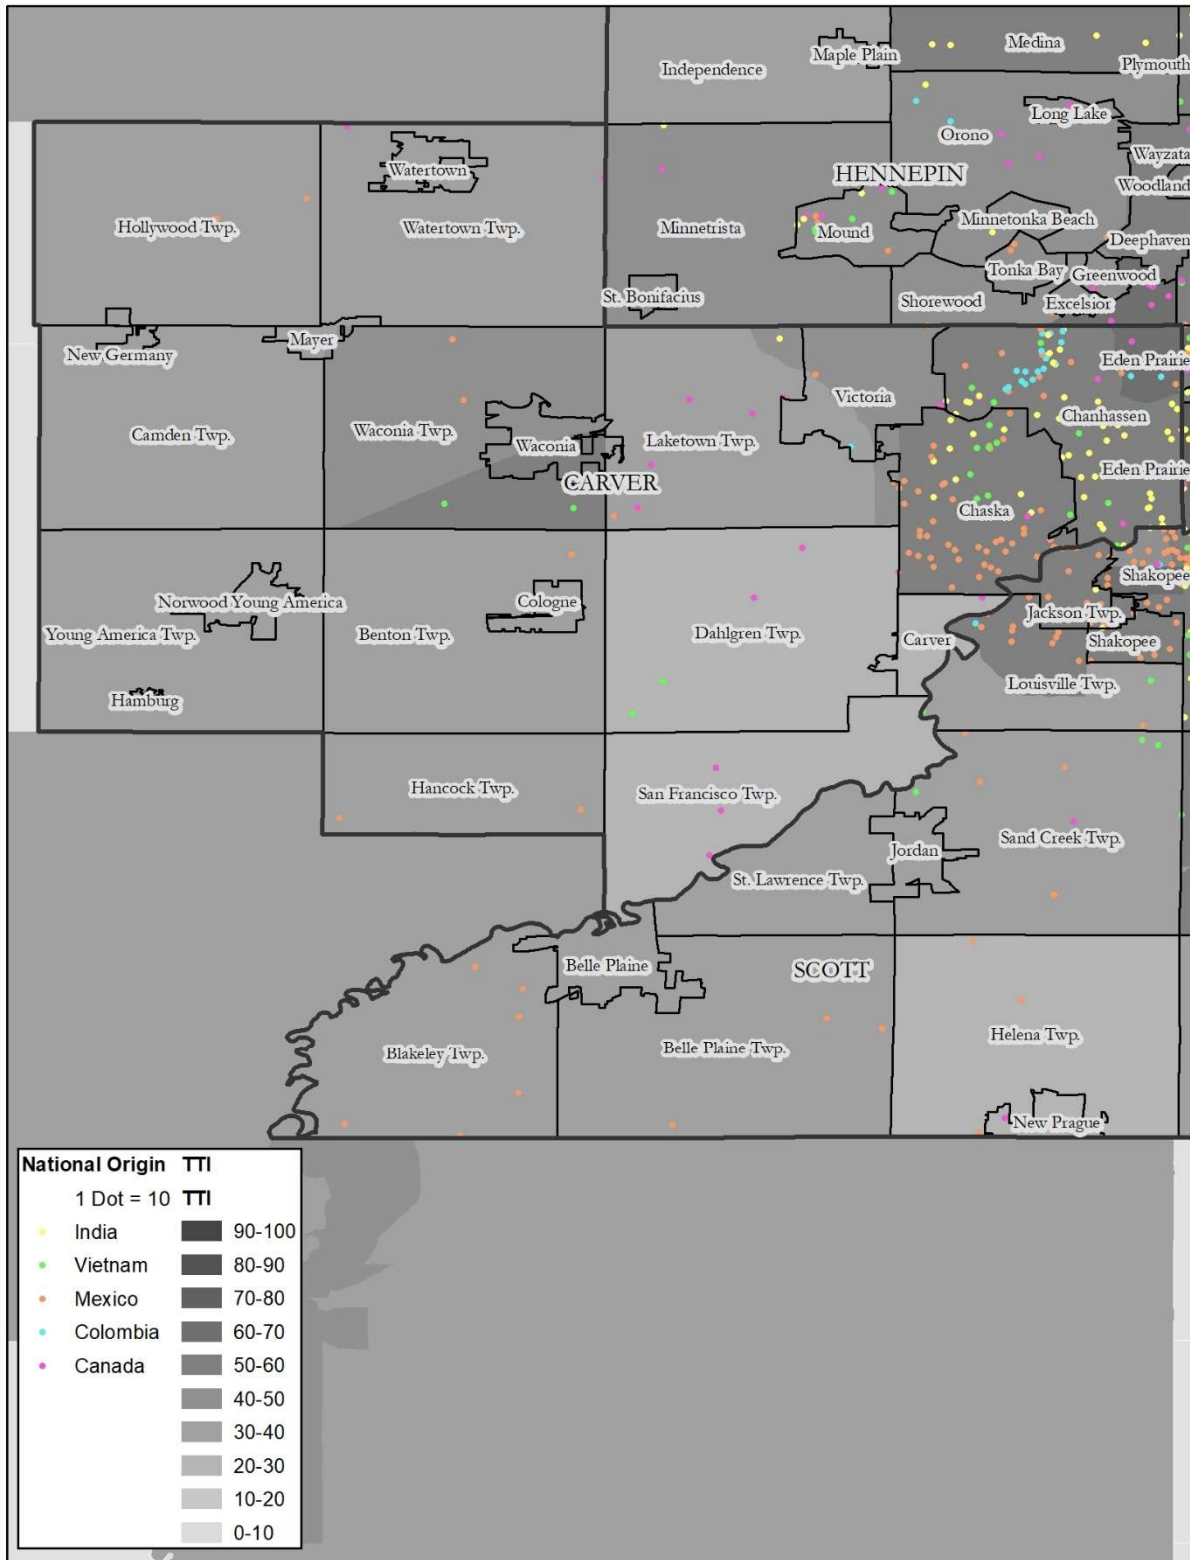 Medina
Maple Plain
Plymouth
Independence
Long Lake
Orono
Wayzata
Watertown
HENNEPIN
Woodland
Hollywood Twp.
Watertown Twp.
Minnetrista
Mound
Minnetonka Beach
Deephaven
Tonka Bay
Greenwood
St. Bonifacius
Shorewood
Excelsior
Mayer
New Germany
Eden Prairie
Victoria
Camden Twp.
Waconia Twp.
Waconia
Laketown Twp.
Chanhassen
Eden Prairie
CARVER
Chaska
Shakopee
Norwood Young America
Cologne
Jackson Twp.
Young America Twp.
Benton Twp.
Dahlgren Twp.
Carver
Shakopee
Hamburg
Louisville Twp.
Hancock Twp.
San Francisco Twp.
Sand Creek Twp.
Jordan
St. Lawrence Twp.
Belle Plaine
SCOTT
Blakeley Twp.
Belle Plaine Twp.
Helena Twp.
New Prague
National Origin TTI
1 Dot = 10 TTI
India 90-100
Vietnam 80-90
Mexico 70-80
Colombia 60-70
Canada 50-60
40-50
30-40
20-30
10-20
0-10